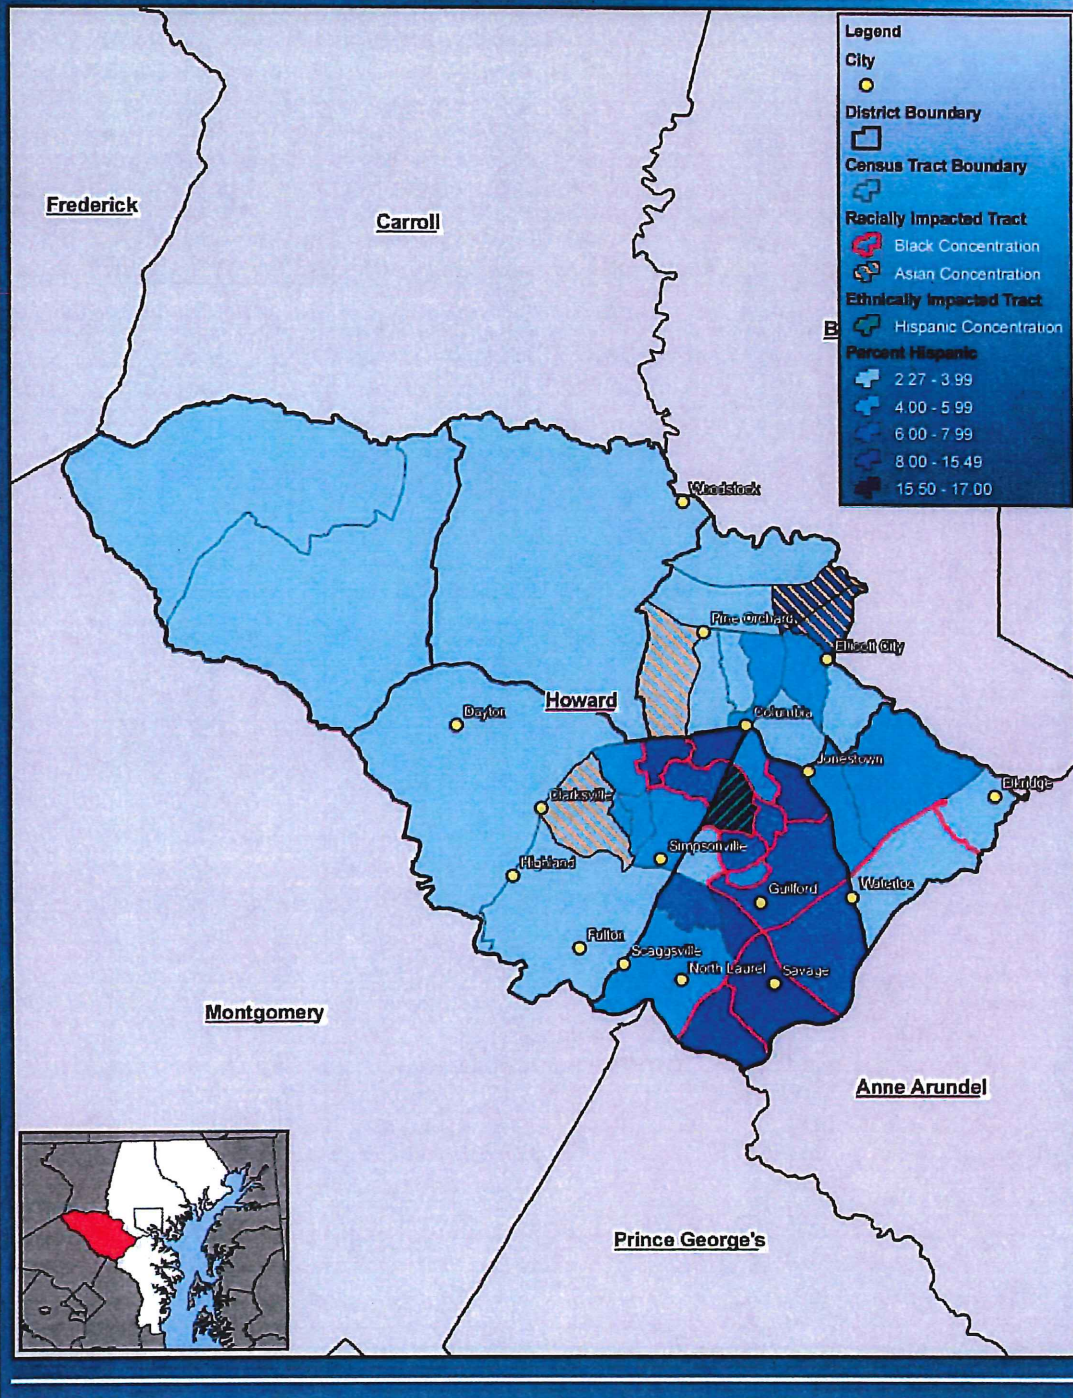 Legend
City
District Boundary
Census Tract Boundary
Racially Impacted Tract
Black Concentration
Asian Concentration
Ethnically Impacted Tract
Hispanic Concentration
Percent Hispanic
2.27 - 3.99
4.00 - 5.99
6.00 - 7.99
8.00 - 15.49
15.50 - 17.00
Frederick
Carroll
B
Woodstock
Pine Orchard
Ellicott City
Howard
Dayton
Columbia
Jonestown
Elkridge
Clarksville
Simpsonville
Highland
Guilford
Waterloo
Fulton
Scaggsville
North Laurel
Savage
Montgomery
Anne Arundel
Prince George's